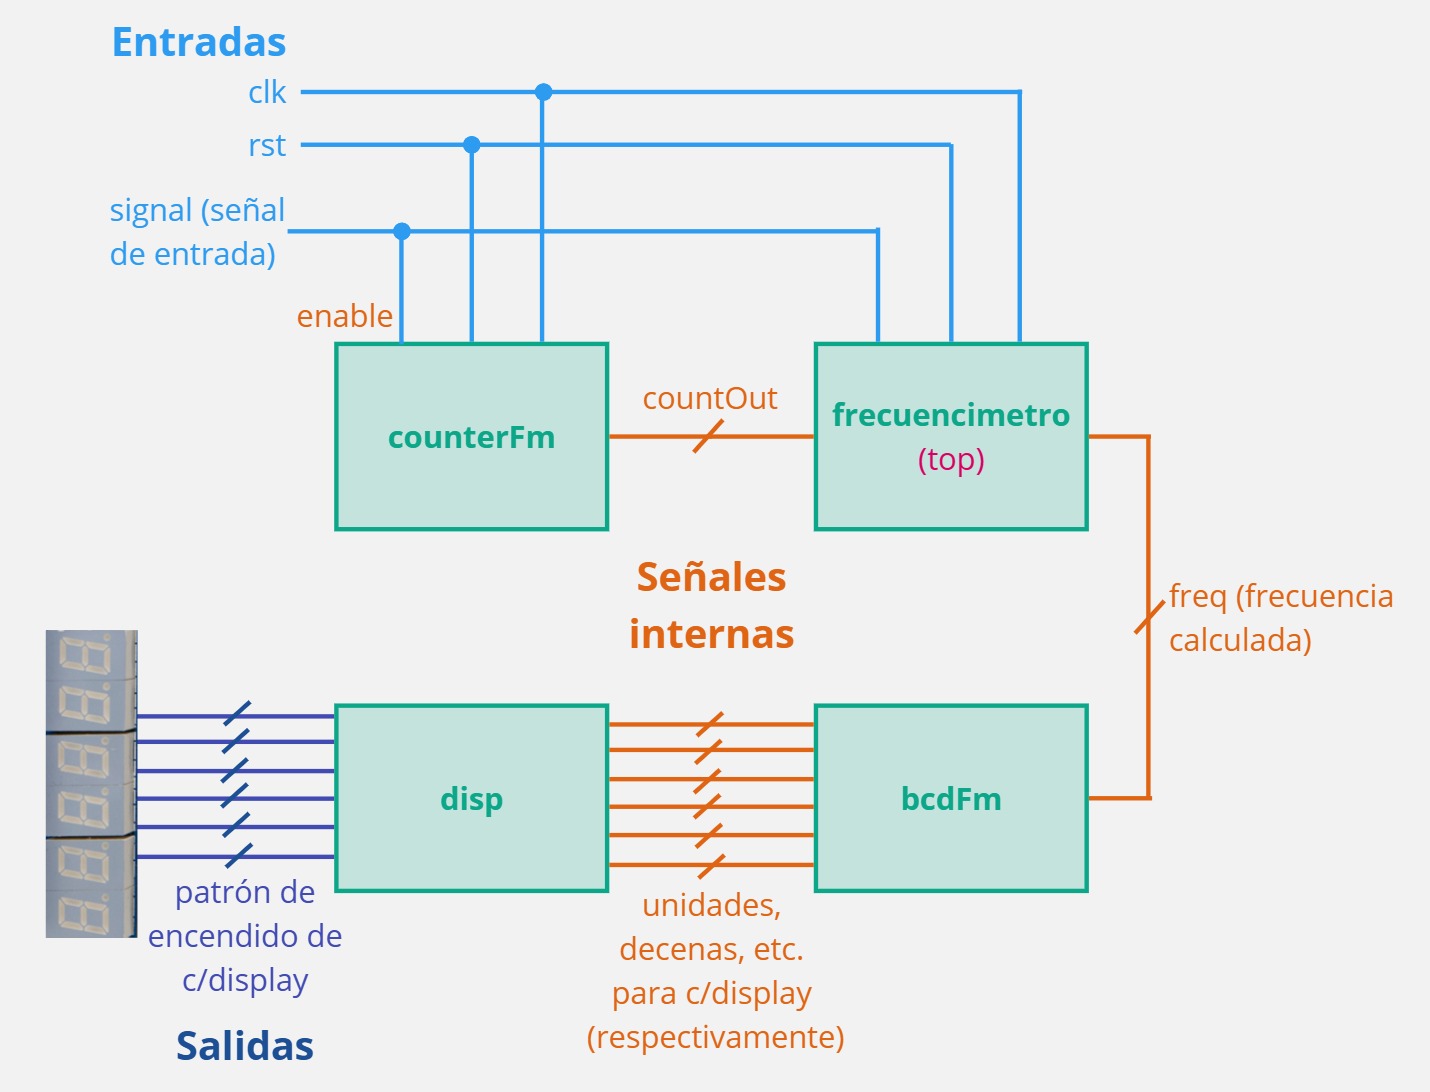 Entradas
clk
rst
signal (señal
de entrada)
enable
counterFm
countOut
frecuencimetro
(top)
Señales
internas
freq (frecuencia
calculada)
disp
bcdFm
patrón de
encendido de
c/display
unidades,
decenas, etc.
para c/display
(respectivamente)
Salidas